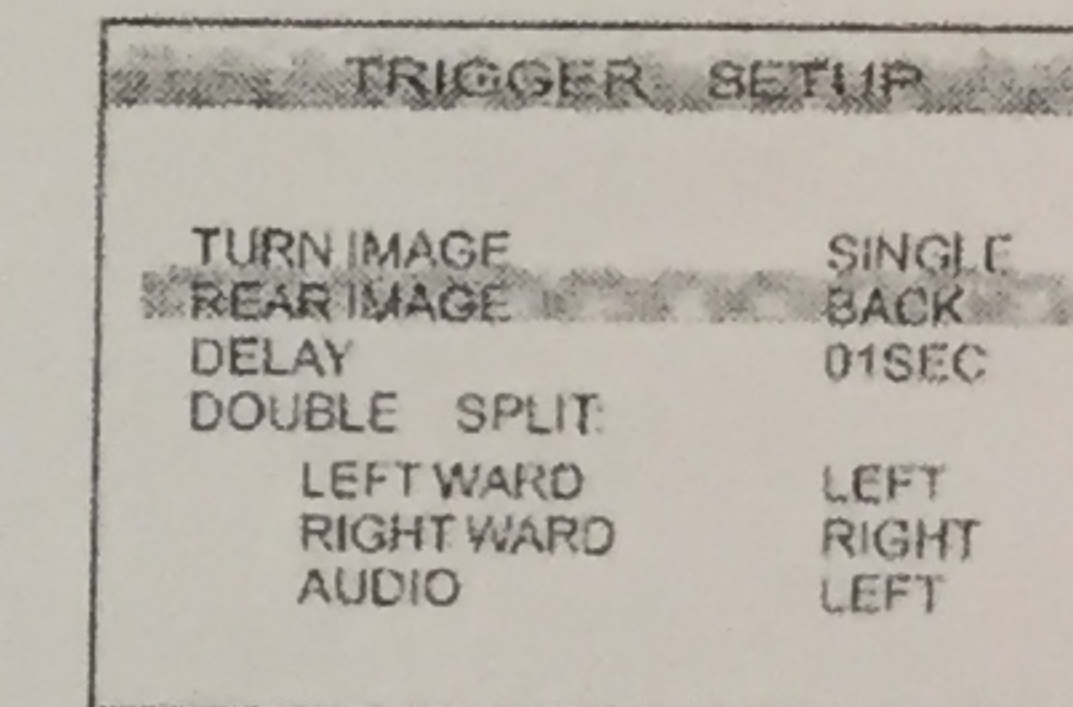 TRIGGER SETUP
TURN IMAGE SINGLE
REAR IMAGE BACK
DELAY 01SEC
DOUBLE SPLIT:
LEFT WARD LEFT
RIGHT WARD RIGHT
AUDIO LEFT